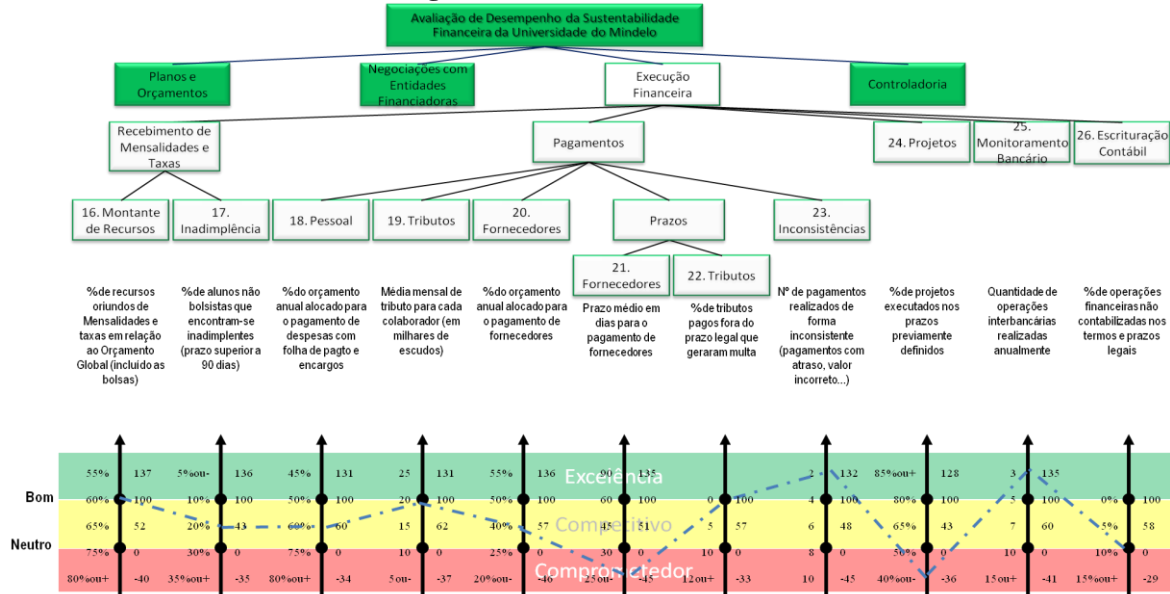 Avaliação de Desempenho da Sustentabilidade
Financeira da Universidade do Mindelo
Planos e
Orçamentos
Negociações com
Entidades
Financiadoras
Execução
Financeira
Controladoria
Recebimento de
Mensalidades e
Taxas
Pagamentos
24. Projetos
25.
Monitoramento
Bancário
26. Escrituração
Contábil
16. Montante
de Recursos
17.
Inadimplência
18. Pessoal
19. Tributos
20.
Fornecedores
Prazos
23.
Inconsistências
21.
Fornecedores
22. Tributos
%de recursos
oriundos de
Mensalidades e
taxas em relação
ao Orçamento
Global (incluído as
bolsas)
%de alunos não
bolsistas que
encontram-se
inadimplentes
(prazo superior a
90 dias)
%do orçamento
anual alocado para
o pagamento de
despesas com
folha de pagto e
encargos
Média mensal de
tributo para cada
colaborador (em
milhares de
escudos)
%do orçamento
anual alocado para
o pagamento de
fornecedores
Prazo médio em
dias para o
pagamento de
fornecedores
%de tributos
pagos fora do
prazo legal que
geraram multa
Nº de pagamentos
realizados de
forma
inconsistente
(pagamentos com
atraso, valor
incorreto...)
%de projetos
executados nos
prazos
previamente
definidos
Quantidade de
operações
interbancárias
realizadas
anualmente
%de operações
financeiras não
contabilizadas nos
termos e prazos
legais
55% 137 5%ou- 136 45% 131 25 131 55% 136 90 135 2 132 85%ou+ 128 3 135
Excelência
Bom 60% 100 10% 100 50% 100 20 100 50% 100 60 100 0 100 4 100 80% 100 5 100 0% 100
65% 52 20% 43 60% 60 15 62 40% 57 45 51 5 57 6 48 65% 43 7 60 5% 58
Competitivo
Neutro 75% 0 30% 0 75% 0 10 0 25% 0 30 0 10 0 8 0 50% 0 10 0 10% 0
Comprometedor
80%ou+ -40 35%ou+ -35 80%ou+ -34 5 ou- -37 20%ou- -46 25ou- -45 12ou+ -33 10 -45 40%ou- -36 15ou+ -41 15%ou+ -29